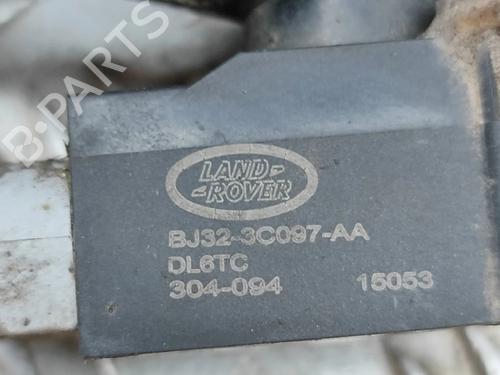 B-PARTS
LAND-
-ROVER
BJ32-3C097-AA
DL6TC
304-094 15053